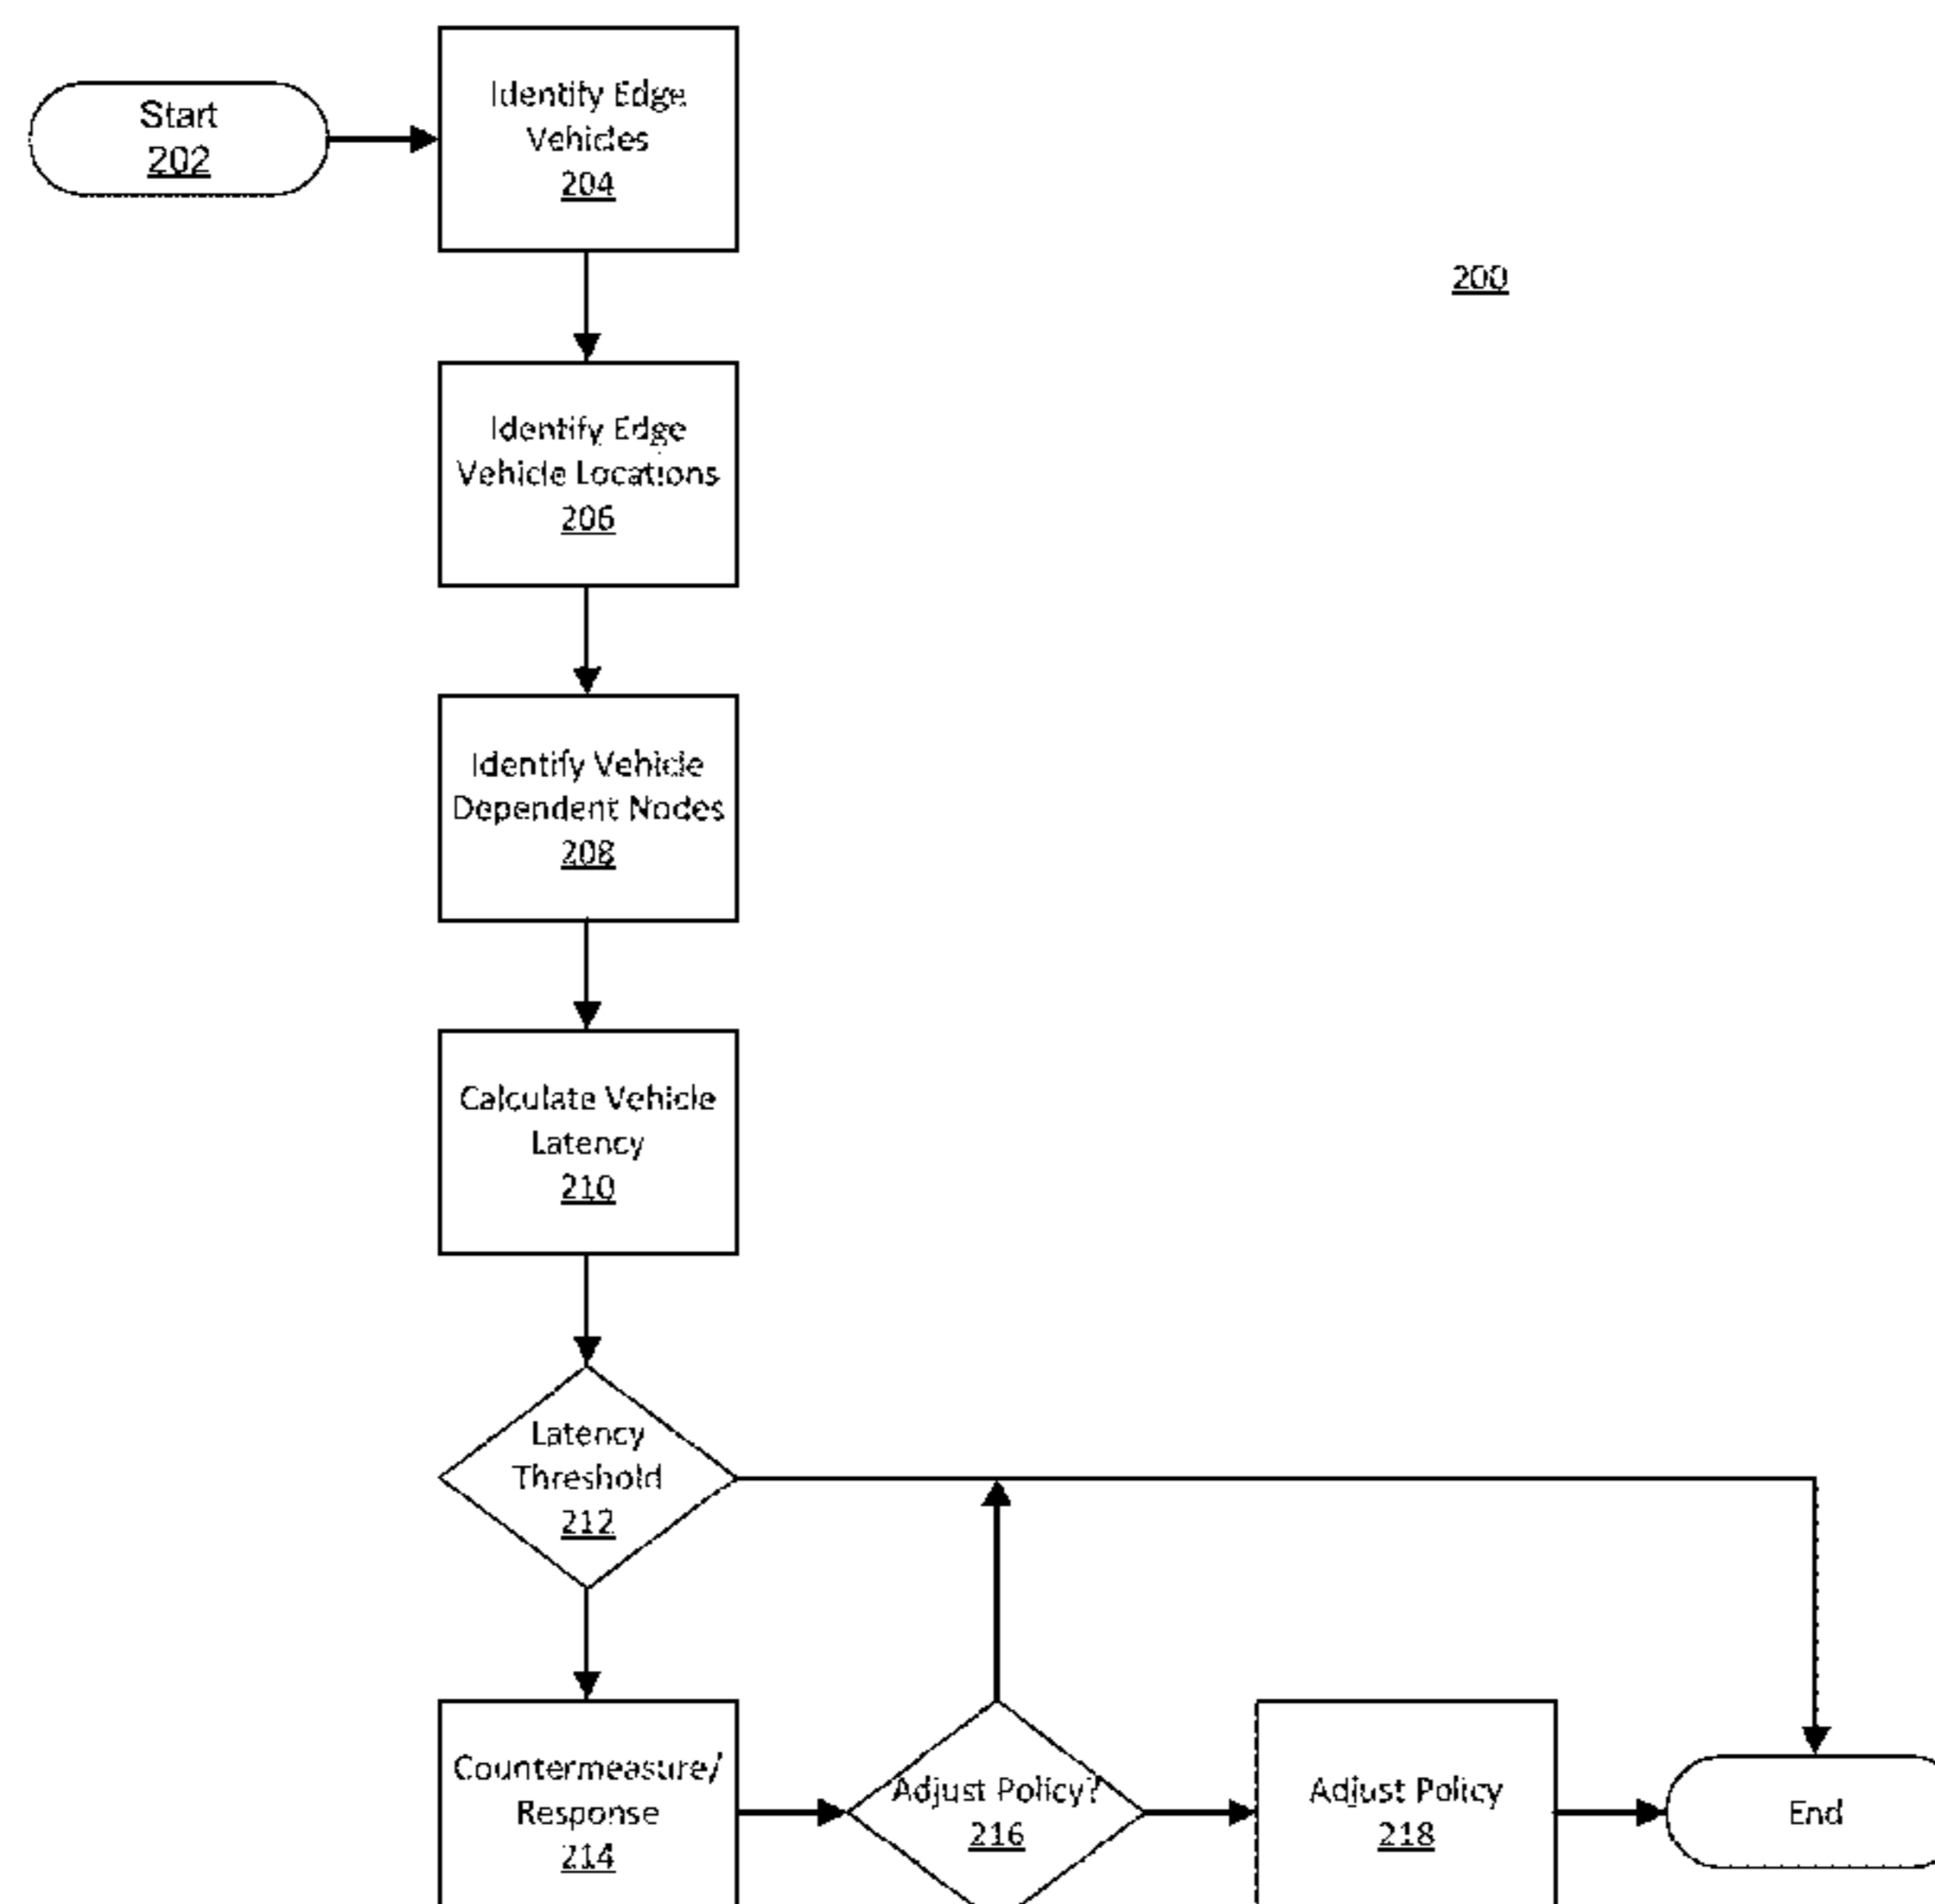 Start
202
Identify Edge
Vehicles
204
200
Identify Edge
Vehicle Locations
206
Identify Vehicle
Dependent Nodes
208
Calculate Vehicle
Latency
210
Latency
Threshold
212
Countermeasure/
Response
214
Adjust Policy?
216
Adjust Policy
218
End